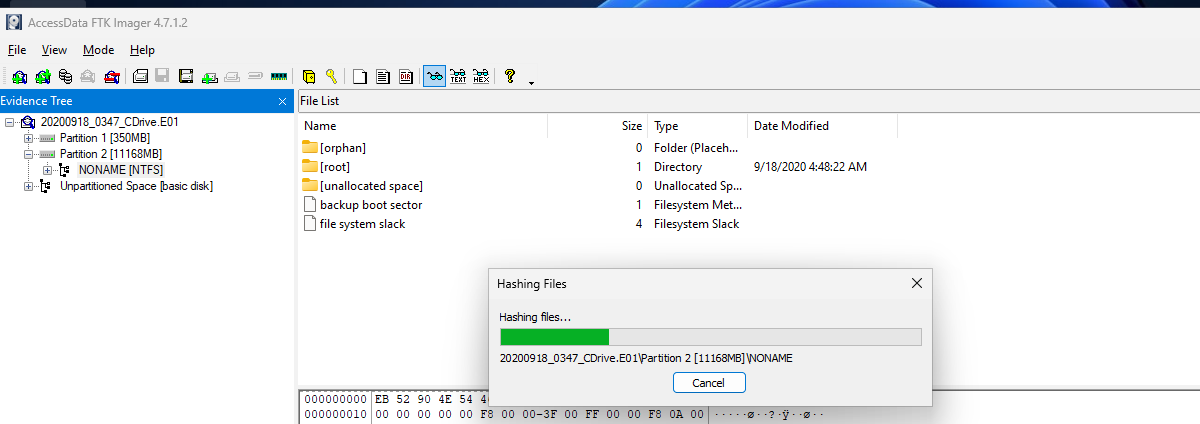 AccessData FTK Imager 4.7.1.2
File View Mode Help
TEXT HEX
Evidence Tree
20200918_0347_CDrive.E01
Partition 1 [350MB]
Partition 2 [11168MB]
NONAME [NTFS]
Unpartitioned Space [basic disk]
File List
Name Size Type Date Modified
[orphan] 0 Folder (Placeh...
[root] 1 Directory 9/18/2020 4:48:22 AM
[unallocated space] 0 Unallocated Sp...
backup boot sector 1 Filesystem Met...
file system slack 4 Filesystem Slack
Hashing Files
Hashing files...
20200918_0347_CDrive.E01\Partition 2 [11168MB]\NONAME
Cancel
000000000 EB 52 90 4E 54
000000010 00 00 00 00 00 F8 00 00-3F 00 FF 00 00 F8 0A 00 ·····ø··?·ÿ··ø··